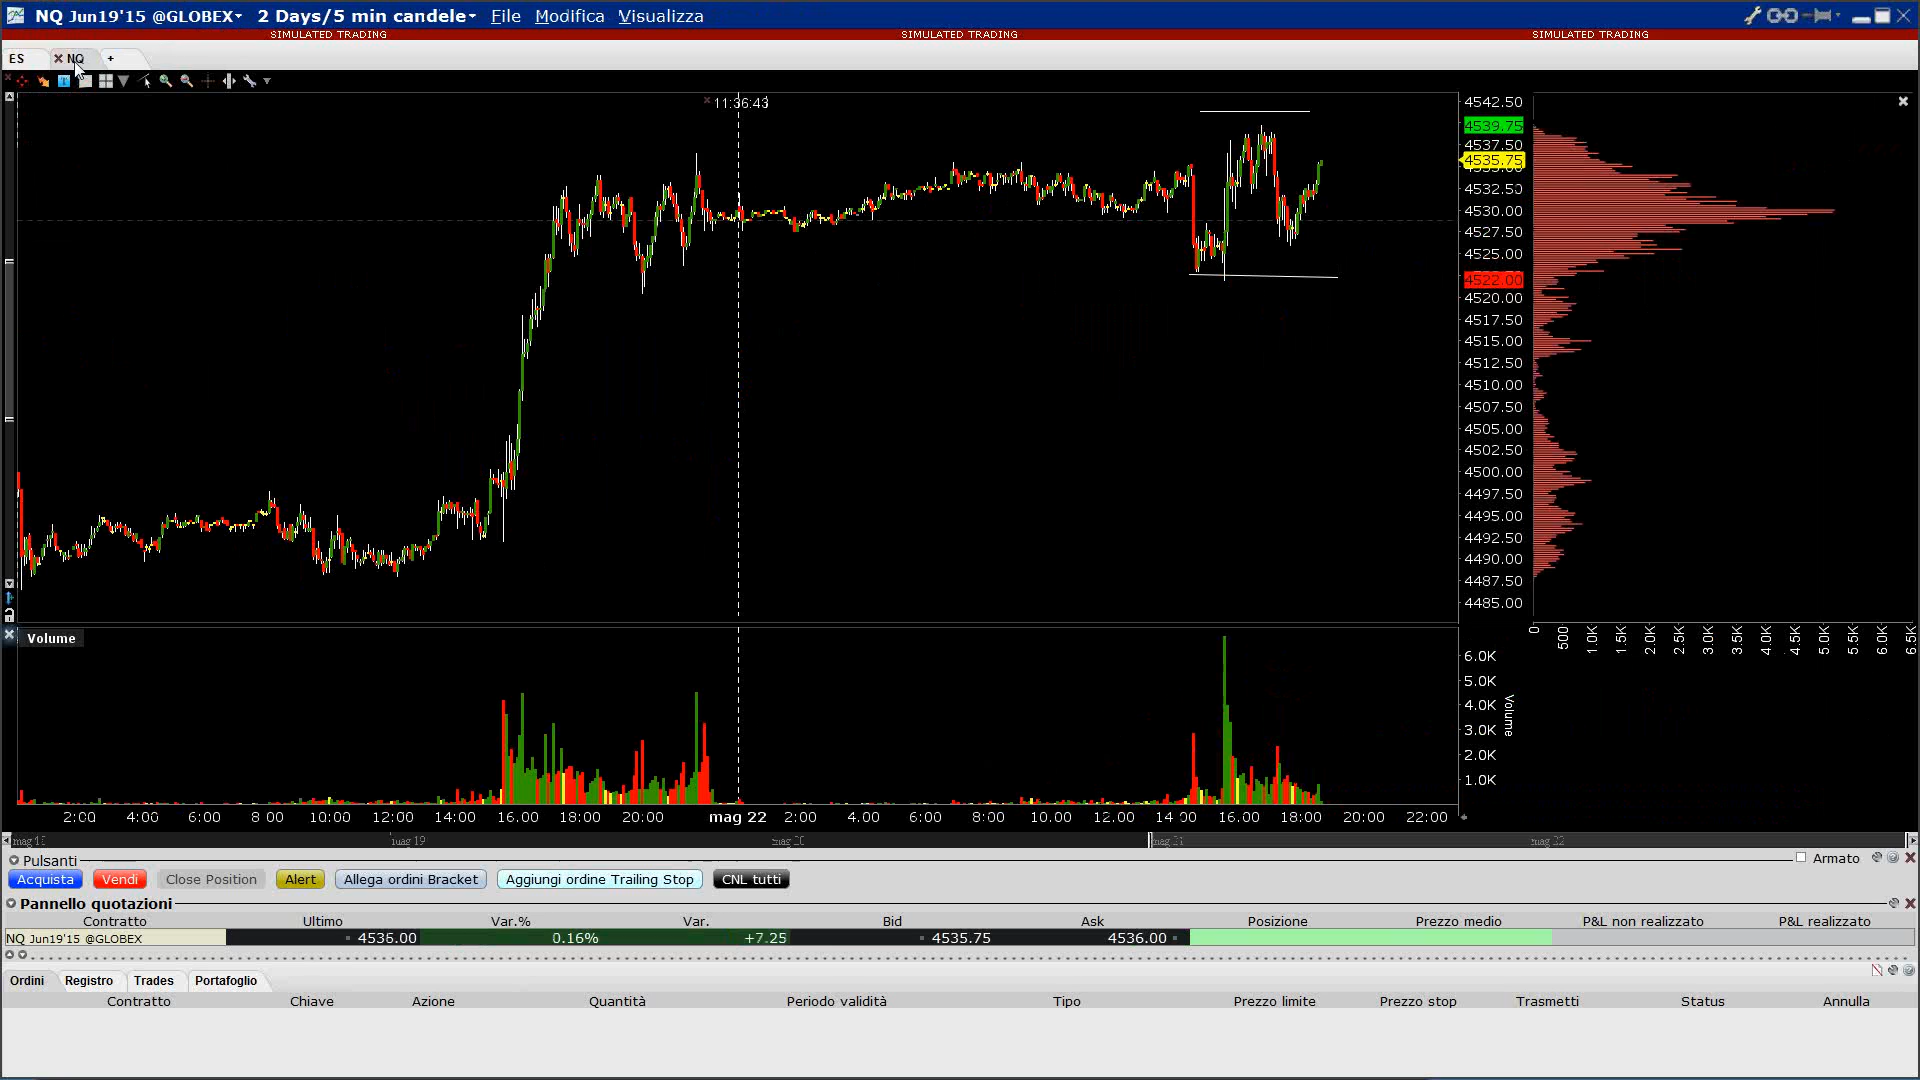 NQ Jun19'15 @GLOBEX 2 Days/5 min candele File Modifica Visualizza
SIMULATED TRADING SIMULATED TRADING SIMULATED TRADING
ES NQ +
11:36:43
4542.50
4539.75
4537.50
4535.75
4532.50
4530.00
4527.50
4525.00
4522.00
4520.00
4517.50
4515.00
4512.50
4510.00
4507.50
4505.00
4502.50
4500.00
4497.50
4495.00
4492.50
4490.00
4487.50
4485.00
0 500 1.0K 1.5K 2.0K 2.5K 3.0K 3.5K 4.0K 4.5K 5.0K 5.5K 6.0K 6.5K
Volume
6.0K
5.0K
4.0K
3.0K
2.0K
1.0K
Volume
2:00 4:00 6:00 8:00 10:00 12:00 14:00 16:00 18:00 20:00 mag 22 2:00 4:00 6:00 8:00 10:00 12:00 14:00 16:00 18:00 20:00 22:00
mag 19 mag 20 mag 21 mag 22
Pulsanti Armato
Acquista Vendi Close Position Alert Allega ordini Bracket Aggiungi ordine Trailing Stop CNL tutti
Pannello quotazioni
Contratto Ultimo Var.% Var. Bid Ask Posizione Prezzo medio P&L non realizzato P&L realizzato
NQ Jun19'15 @GLOBEX 4536.00 0.16% +7.25 4535.75 4536.00
Ordini Registro Trades Portafoglio
Contratto Chiave Azione Quantità Periodo validità Tipo Prezzo limite Prezzo stop Trasmetti Status Annulla